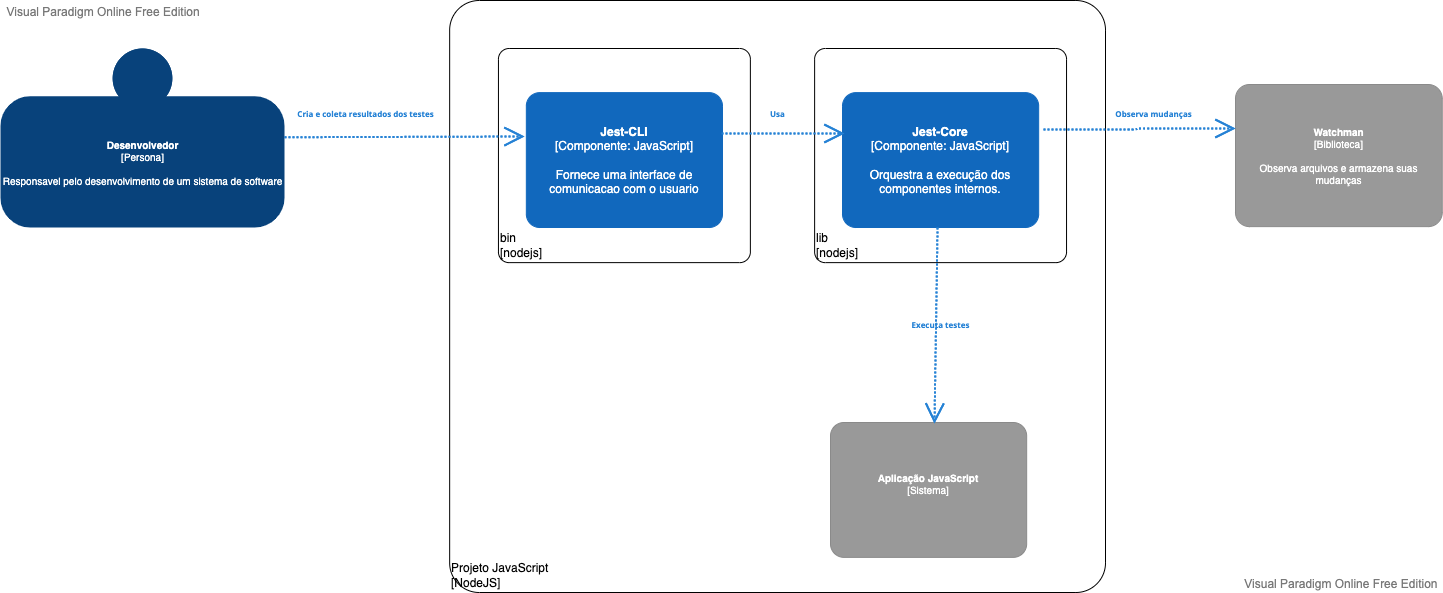 Visual Paradigm Online Free Edition
Desenvolvedor
[Persona]
Responsavel pelo desenvolvimento de um sistema de software
Cria e coleta resultados dos testes
Jest-CLI
[Componente: JavaScript]
Fornece uma interface de
comunicacao com o usuario
bin
[nodejs]
Usa
Jest-Core
[Componente: JavaScript]
Orquestra a execução dos
componentes internos.
lib
[nodejs]
Observa mudanças
Watchman
[Biblioteca]
Observa arquivos e armazena suas
mudanças
Executa testes
Aplicação JavaScript
[Sistema]
Projeto JavaScript
[NodeJS]
Visual Paradigm Online Free Edition